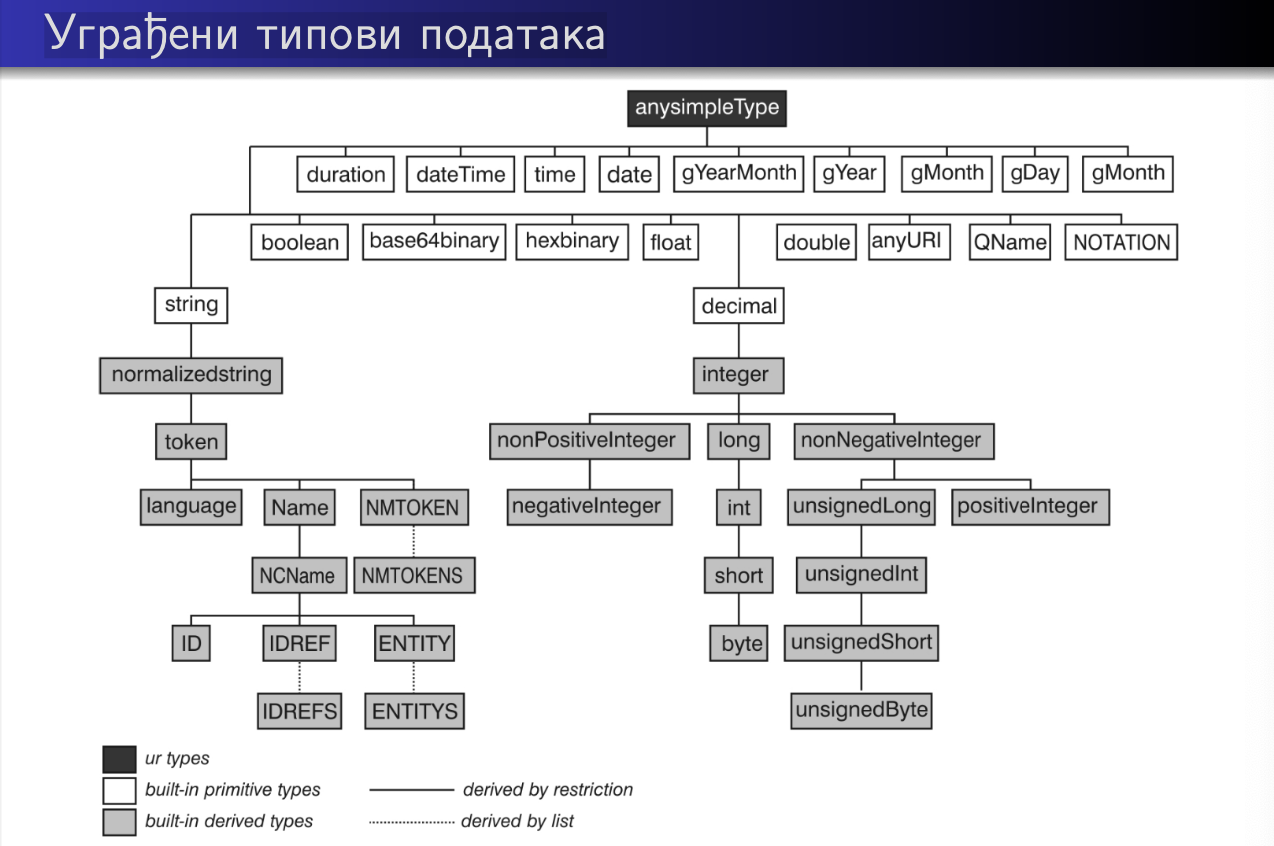 Уграђени типови података
anysimpleType
duration dateTime time date gYearMonth gYear gMonth gDay gMonth
boolean base64binary hexbinary float double anyURI QName NOTATION
string decimal
normalizedstring integer
token nonPositiveInteger long nonNegativeInteger
language Name NMTOKEN negativeInteger int unsignedLong positiveInteger
NCName NMTOKENS short unsignedInt
ID IDREF ENTITY byte unsignedShort
IDREFS ENTITYS unsignedByte
ur types
built-in primitive types derived by restriction
built-in derived types derived by list